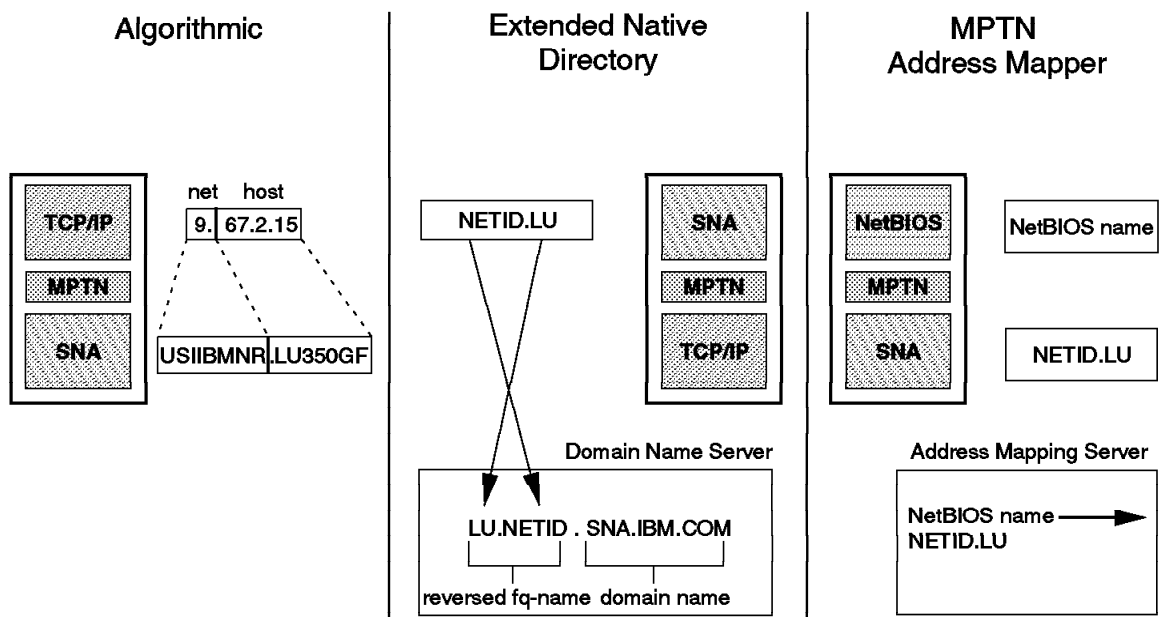 Algorithmic
net host
TCP/IP
9. 67.2.15
MPTN
SNA
USIIBMNR.LU350GF
Extended Native
Directory
NETID.LU
SNA
MPTN
TCP/IP
Domain Name Server
LU.NETID . SNA.IBM.COM
reversed fq-name domain name
MPTN
Address Mapper
NetBIOS
NetBIOS name
MPTN
SNA
NETID.LU
Address Mapping Server
NetBIOS name
NETID.LU